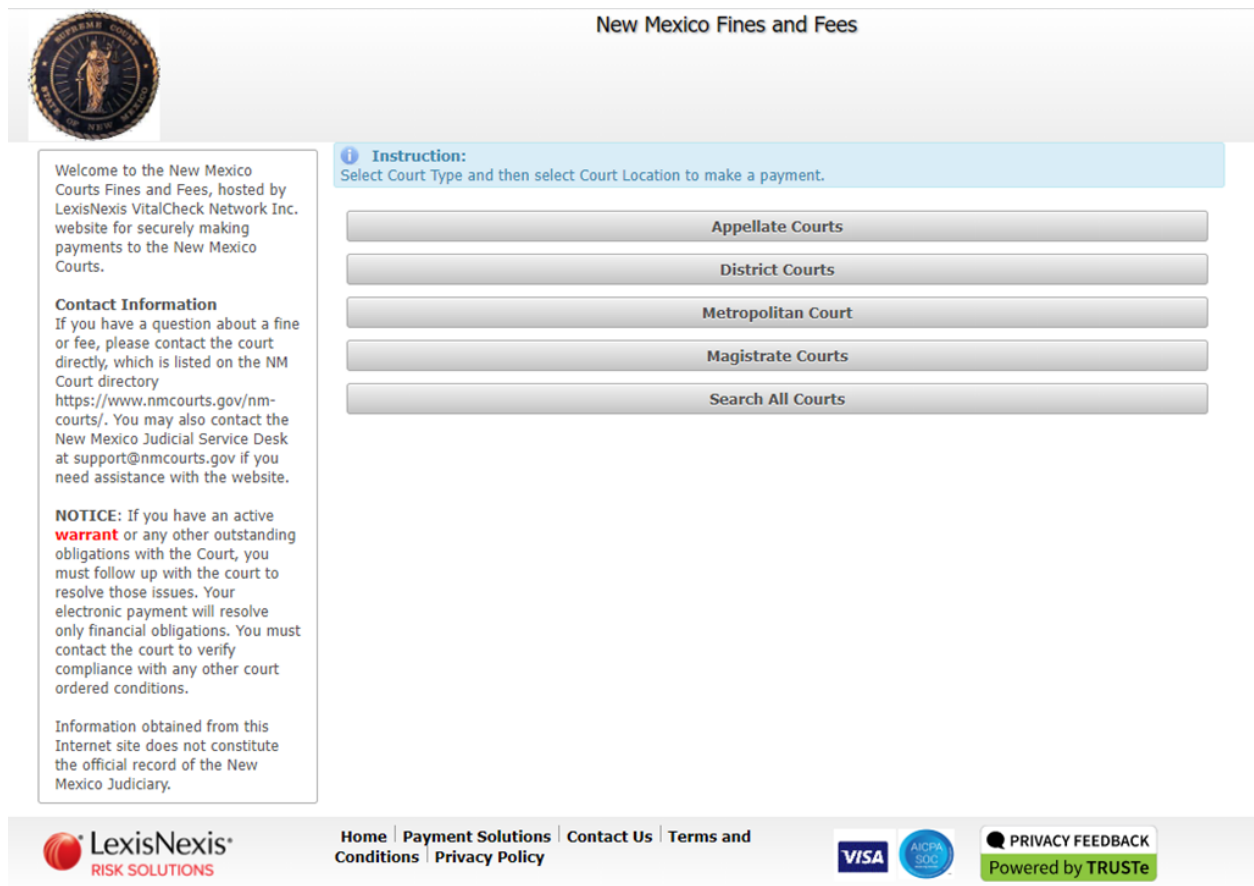 SUPREME COURT
STATE OF NEW MEXICO
New Mexico Fines and Fees
Welcome to the New Mexico
Courts Fines and Fees, hosted by
LexisNexis VitalCheck Network Inc.
website for securely making
payments to the New Mexico
Courts.
Contact Information
If you have a question about a fine
or fee, please contact the court
directly, which is listed on the NM
Court directory
https://www.nmcourts.gov/nm-
courts/. You may also contact the
New Mexico Judicial Service Desk
at support@nmcourts.gov if you
need assistance with the website.
NOTICE: If you have an active
warrant or any other outstanding
obligations with the Court, you
must follow up with the court to
resolve those issues. Your
electronic payment will resolve
only financial obligations. You must
contact the court to verify
compliance with any other court
ordered conditions.
Information obtained from this
Internet site does not constitute
the official record of the New
Mexico Judiciary.
Instruction:
Select Court Type and then select Court Location to make a payment.
Appellate Courts
District Courts
Metropolitan Court
Magistrate Courts
Search All Courts
LexisNexis
RISK SOLUTIONS
Home | Payment Solutions | Contact Us | Terms and
Conditions | Privacy Policy
VISA
AICPA
SOC
PRIVACY FEEDBACK
Powered by TRUSTe